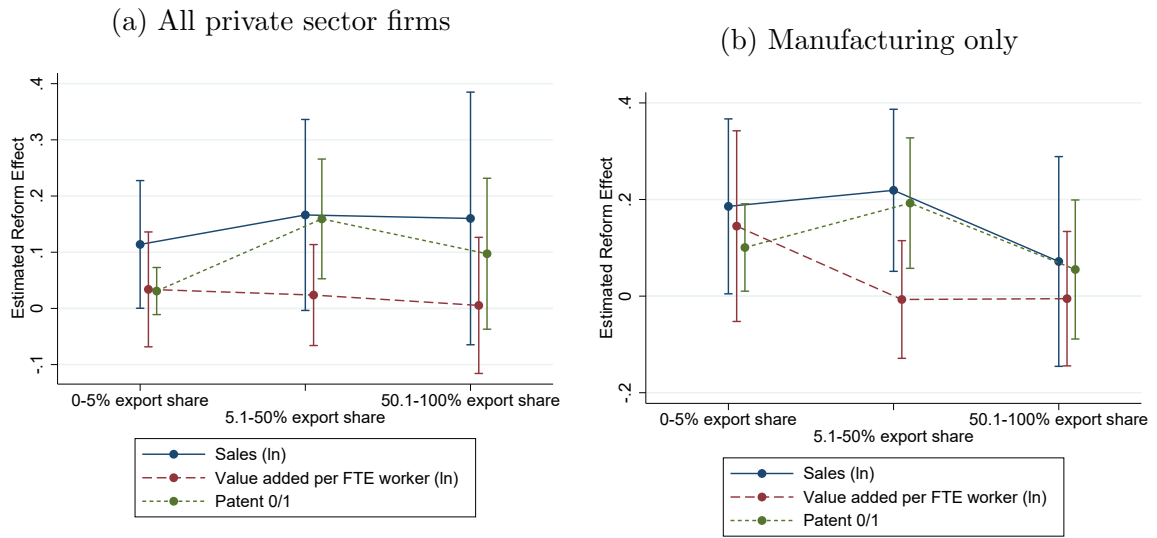 (a) All private sector firms
Estimated Reform Effect
.4
.3
.2
.1
0
-.1
0-5% export share
5.1-50% export share
50.1-100% export share
Sales (ln)
Value added per FTE worker (ln)
Patent 0/1
(b) Manufacturing only
Estimated Reform Effect
.4
.2
0
-.2
0-5% export share
5.1-50% export share
50.1-100% export share
Sales (ln)
Value added per FTE worker (ln)
Patent 0/1